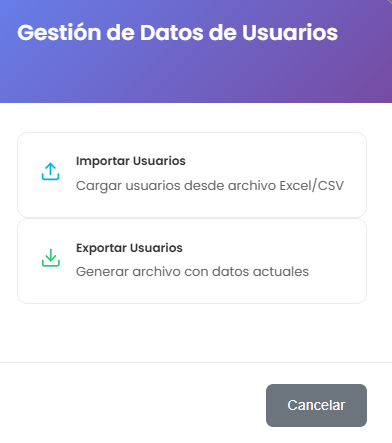 Gestión de Datos de Usuarios
Importar Usuarios
Cargar usuarios desde archivo Excel/CSV
Exportar Usuarios
Generar archivo con datos actuales
Cancelar